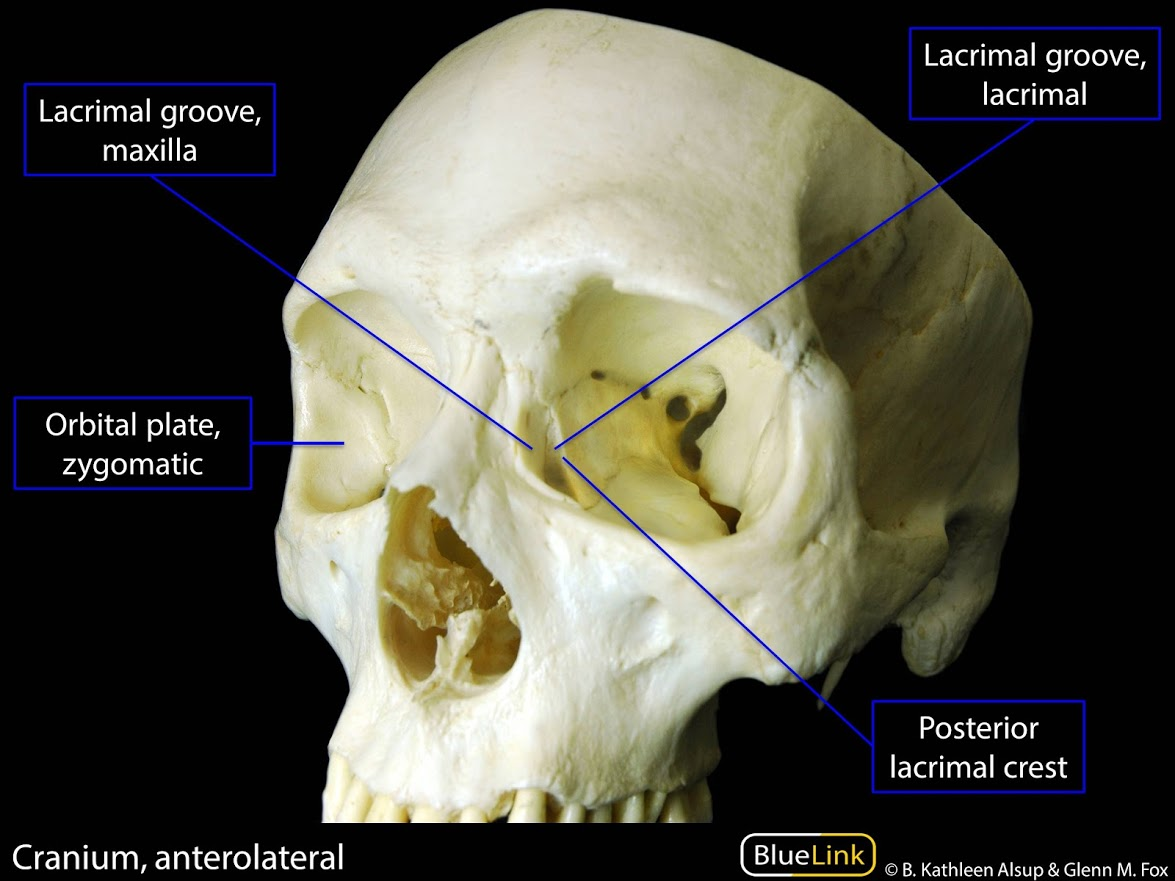 Lacrimal groove,
maxilla
Lacrimal groove,
lacrimal
Orbital plate,
zygomatic
Posterior
lacrimal crest
Cranium, anterolateral
BlueLink
© B. Kathleen Alsup & Glenn M. Fox